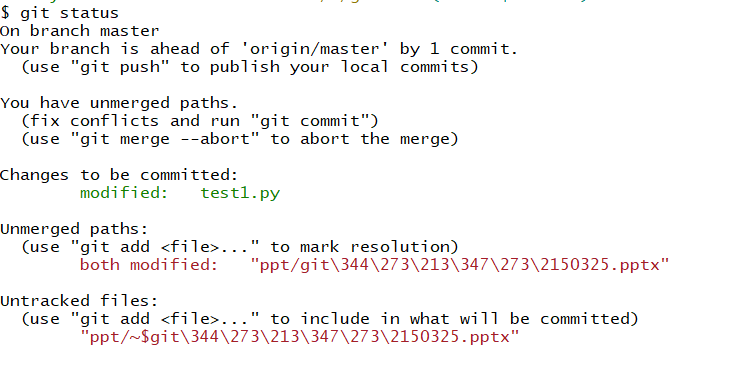 $ git status
On branch master
Your branch is ahead of 'origin/master' by 1 commit.
  (use "git push" to publish your local commits)

You have unmerged paths.
  (fix conflicts and run "git commit")
  (use "git merge --abort" to abort the merge)

Changes to be committed:
        modified:   test1.py

Unmerged paths:
  (use "git add <file>..." to mark resolution)
        both modified:   "ppt/git\344\273\213\347\273\2150325.pptx"

Untracked files:
  (use "git add <file>..." to include in what will be committed)
        "ppt/~$git\344\273\213\347\273\2150325.pptx"